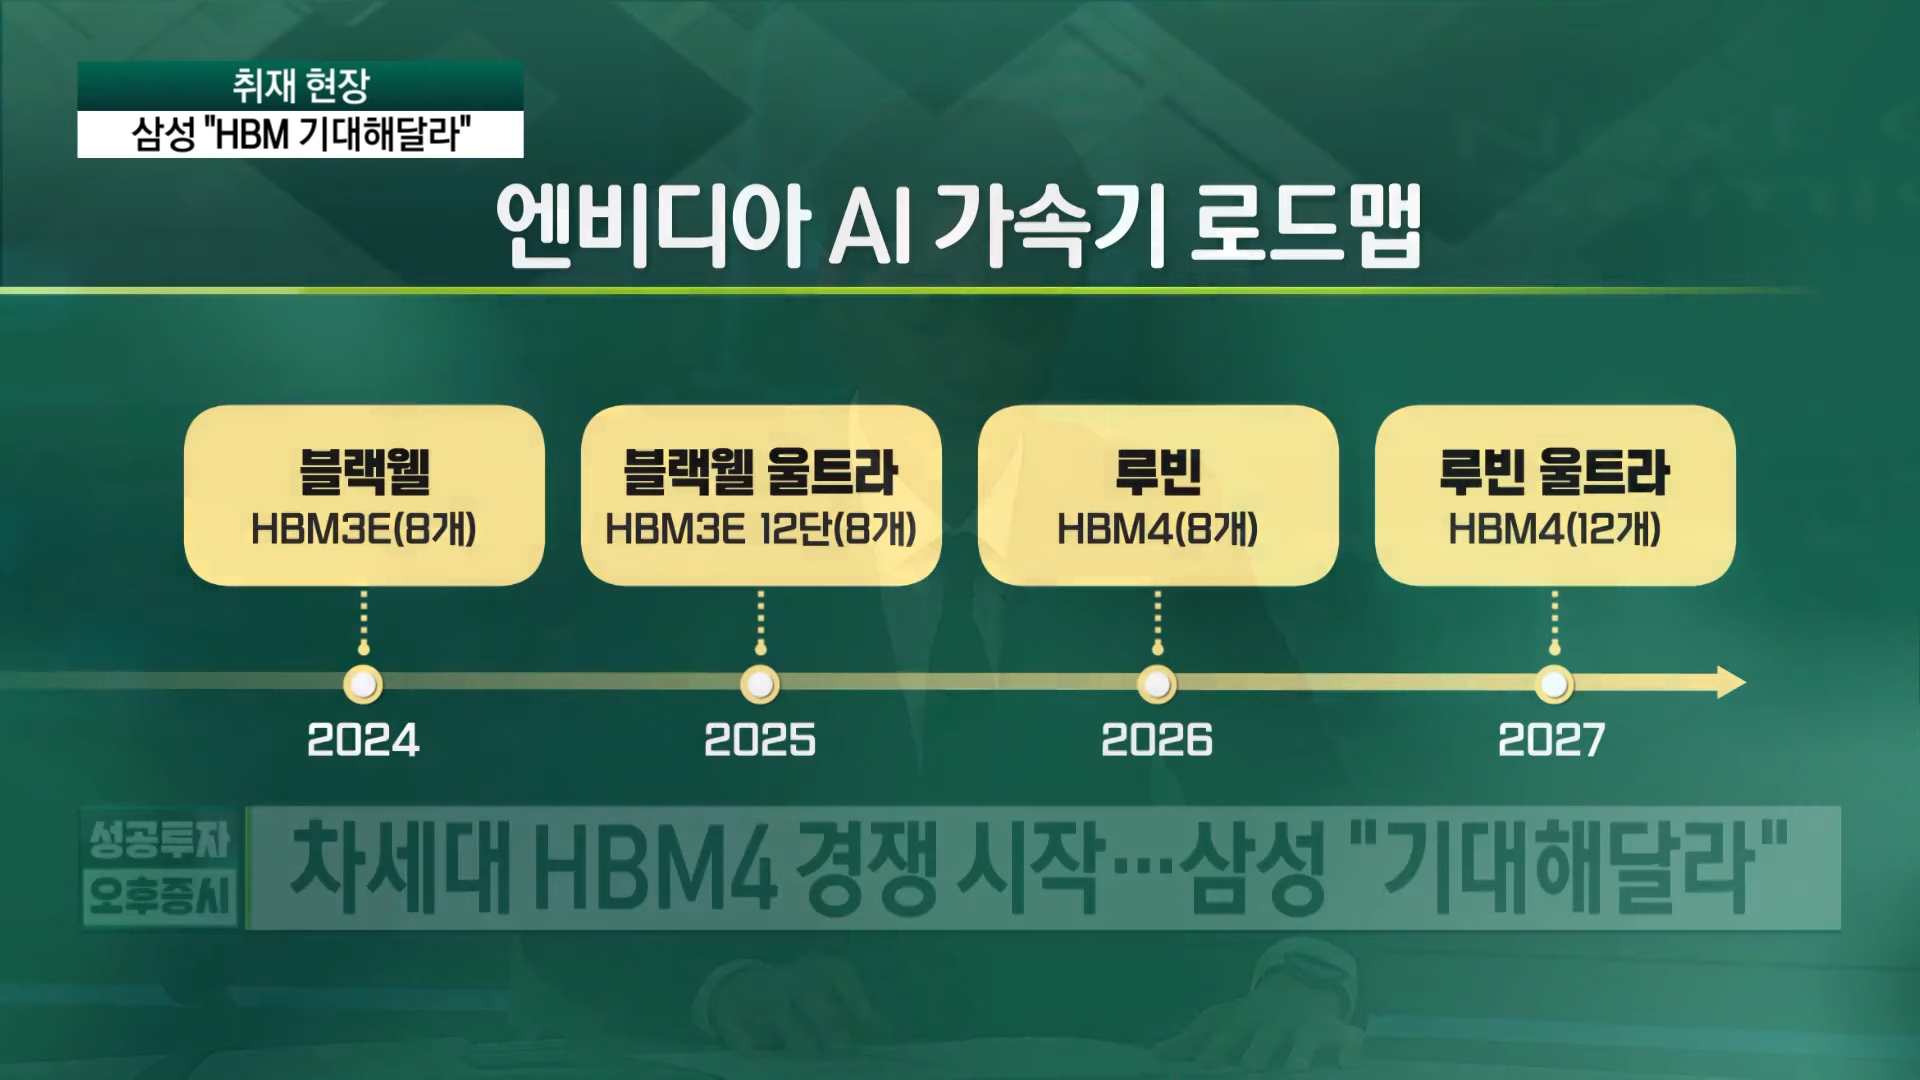 취재 현장
삼성 "HBM 기대해달라"
엔비디아 AI 가속기 로드맵
블랙웰
HBM3E(8개)
블랙웰 울트라
HBM3E 12단(8개)
루빈
HBM4(8개)
루빈 울트라
HBM4(12개)
2024
2025
2026
2027
성공투자
오후증시
차세대 HBM4 경쟁 시작…삼성 "기대해달라"